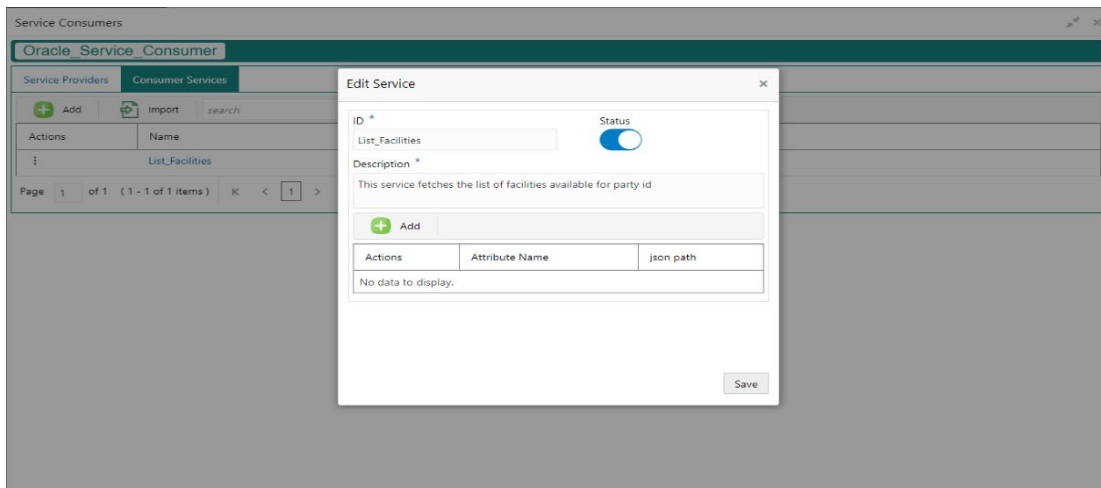 Service Consumers
Oracle_Service_Consumer
Service Providers Consumer Services
Add Import search
Actions Name
List_Facilities
Page 1 of 1 (1 - 1 of 1 items) K < 1 >
Edit Service ×
ID * Status
List_Facilities
Description *
This service fetches the list of facilities available for party id
Add
Actions Attribute Name json path
No data to display.
Save